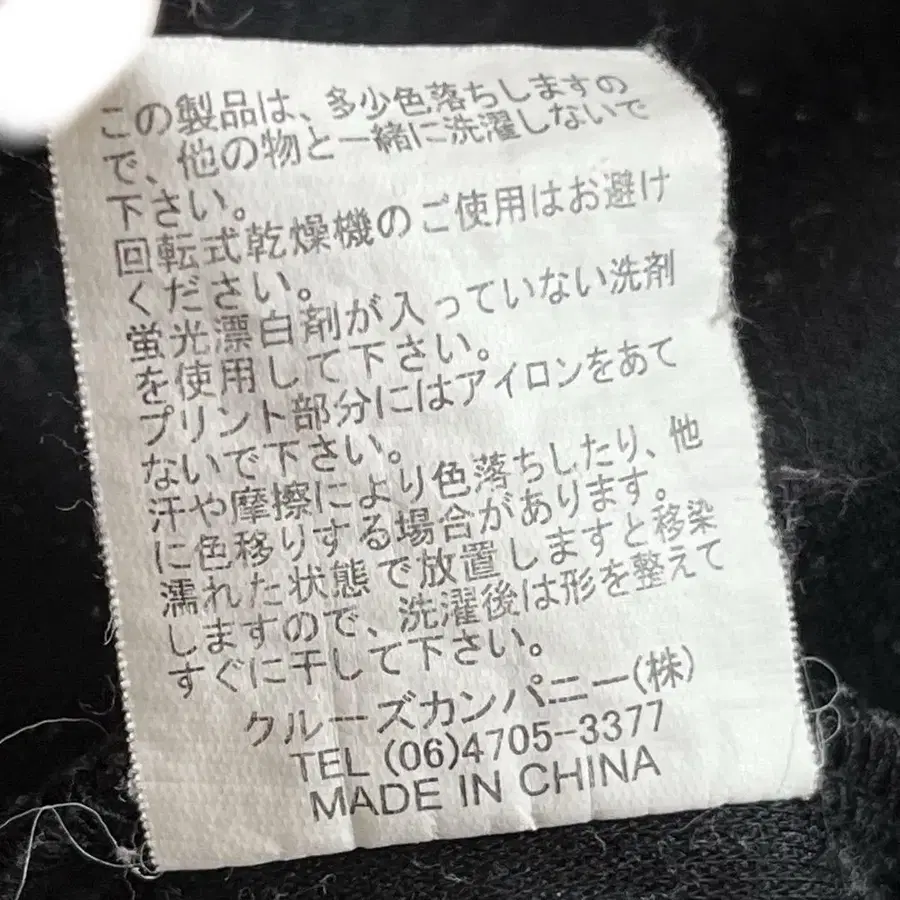 この製品は、多少色落ちしますの
で、他の物と一緒に洗濯しないで
下さい。
回転式乾燥機のご使用はお避け
ください。
蛍光漂白剤が入っていない洗剤
を使用して下さい。
プリント部分にはアイロンをあて
ないで下さい。
汗や摩擦により色落ちしたり、他
に色移りする場合があります。
濡れた状態で放置しますと移染
しますので、洗濯後は形を整えて
すぐに干して下さい。
クルーズカンパニー(株)
TEL (06)4705-3377
MADE IN CHINA